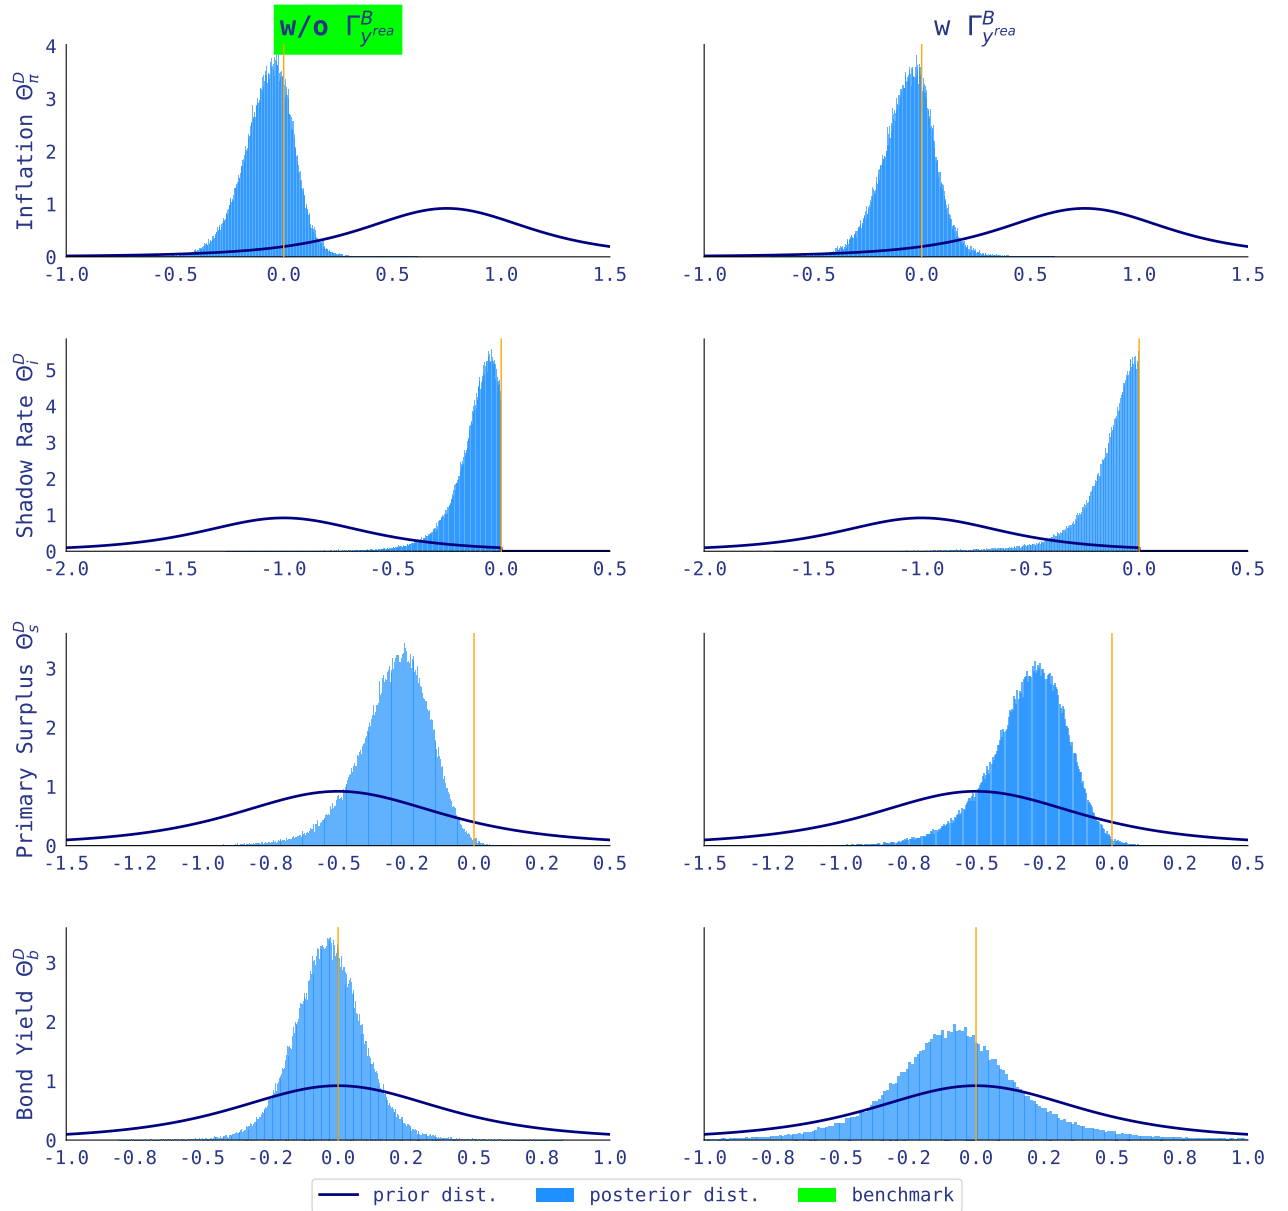 w/o Γ^B_{y^{rea}}
w Γ^B_{y^{rea}}
Inflation Θ^D_π
4
3
2
1
0
-1.0 -0.5 0.0 0.5 1.0 1.5
-1.0 -0.5 0.0 0.5 1.0 1.5
Shadow Rate Θ^D_i
5
4
3
2
1
0
-2.0 -1.5 -1.0 -0.5 0.0 0.5
-2.0 -1.5 -1.0 -0.5 0.0 0.5
Primary Surplus Θ^D_s
3
2
1
0
-1.5 -1.2 -1.0 -0.8 -0.5 -0.2 0.0 0.2 0.5
-1.5 -1.2 -1.0 -0.8 -0.5 -0.2 0.0 0.2 0.5
Bond Yield Θ^D_b
3
2
1
0
-1.0 -0.8 -0.5 -0.2 0.0 0.2 0.5 0.8 1.0
-1.0 -0.8 -0.5 -0.2 0.0 0.2 0.5 0.8 1.0
prior dist. posterior dist. benchmark